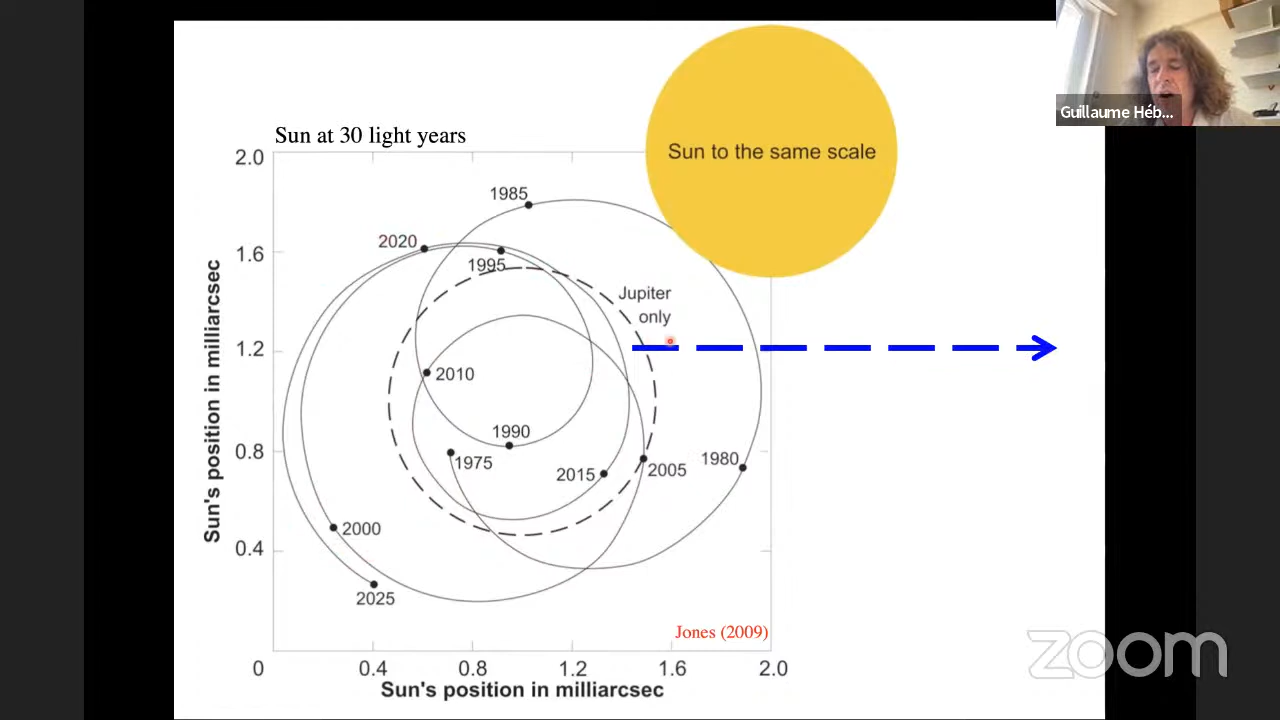 Sun to the same scale
Guillaume Héb...
Sun at 30 light years
2.0
1985
2020
1995
1.6
Jupiter
only
1.2
2010
1990
1975
0.8
2015
2005
1980
2000
0.4
2025
Sun's position in milliarcsec
Jones (2009)
0
0.4
0.8
1.2
1.6
2.0
Sun's position in milliarcsec
zoom